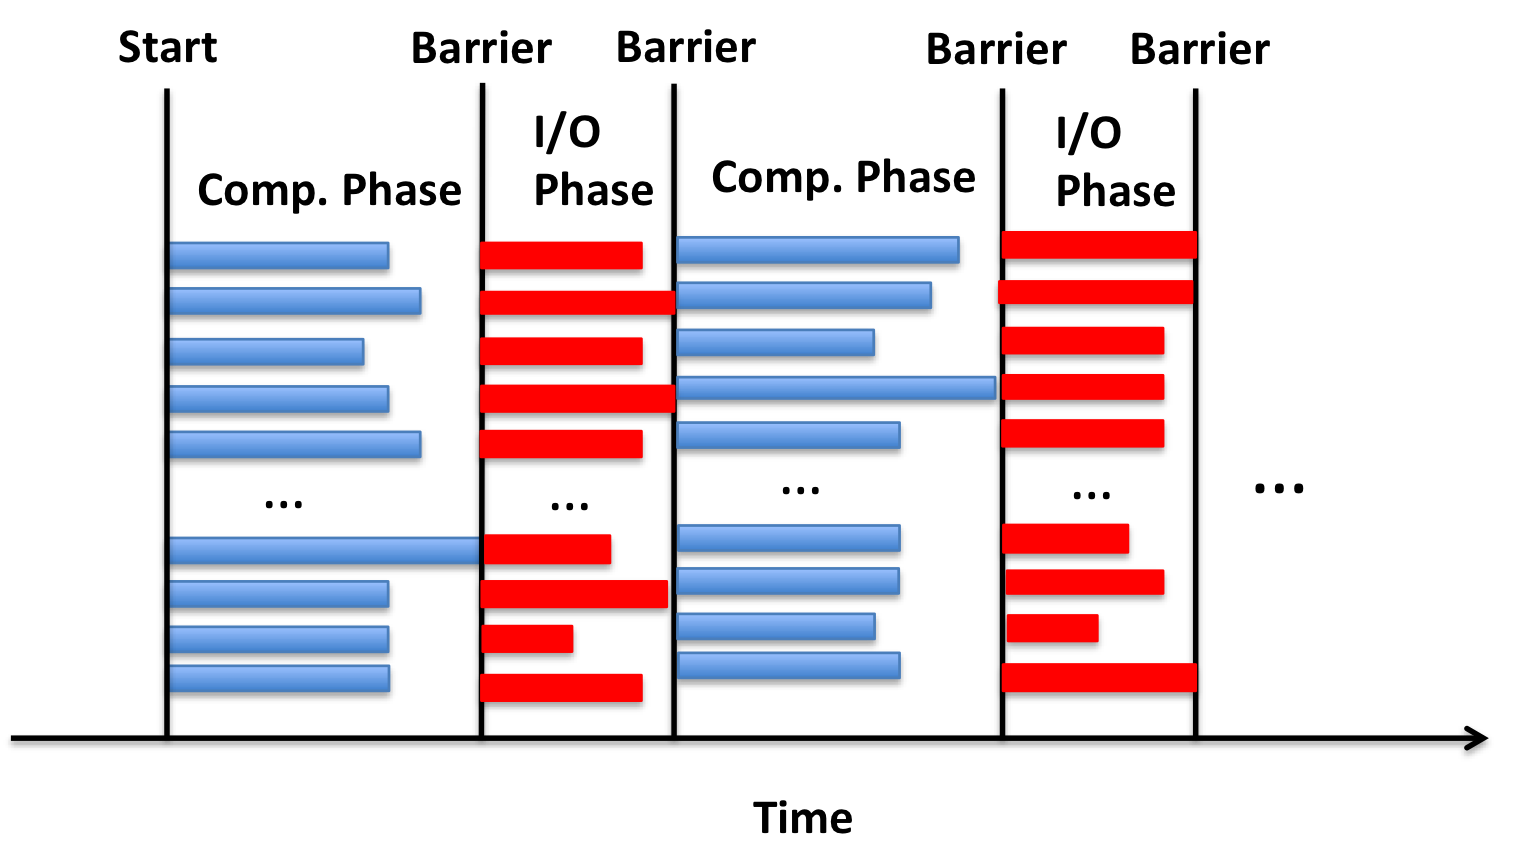 Start
Barrier
Barrier
Barrier
Barrier
I/O
Phase
Comp. Phase
I/O
Phase
Comp. Phase
...
...
...
...
...
Time